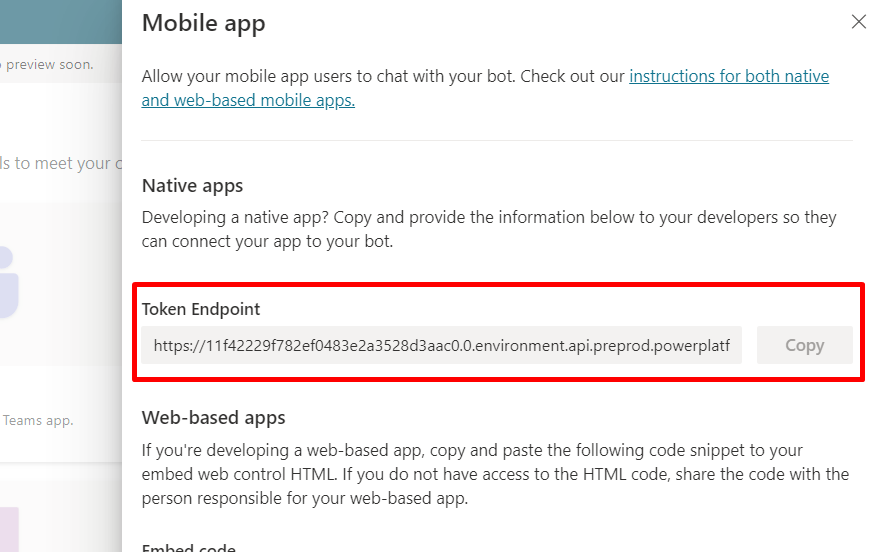 Mobile app
preview soon.
Allow your mobile app users to chat with your bot. Check out our instructions for both native
and web-based mobile apps.
ls to meet your
Native apps
Developing a native app? Copy and provide the information below to your developers so they
can connect your app to your bot.
Token Endpoint
https://11f42229f782ef0483e2a3528d3aac0.0.environment.api.preprod.powerplatf
Copy
Web-based apps
Teams app.
If you're developing a web-based app, copy and paste the following code snippet to your
embed web control HTML. If you do not have access to the HTML code, share the code with the
person responsible for your web-based app.
Embed code